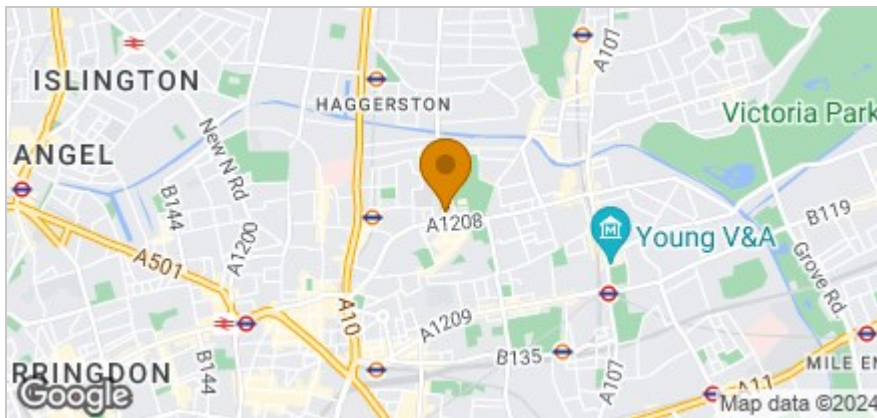 A107
ISLINGTON
HAGGERSTON
Victoria Park
New N Rd
ANGEL
B144
A1208
B119
A1200
Young V&A
A501
Grove Rd
A10
A1209
B135
MILE EN
RRINGDON
B144
A107
A11
Google
Map data ©2024